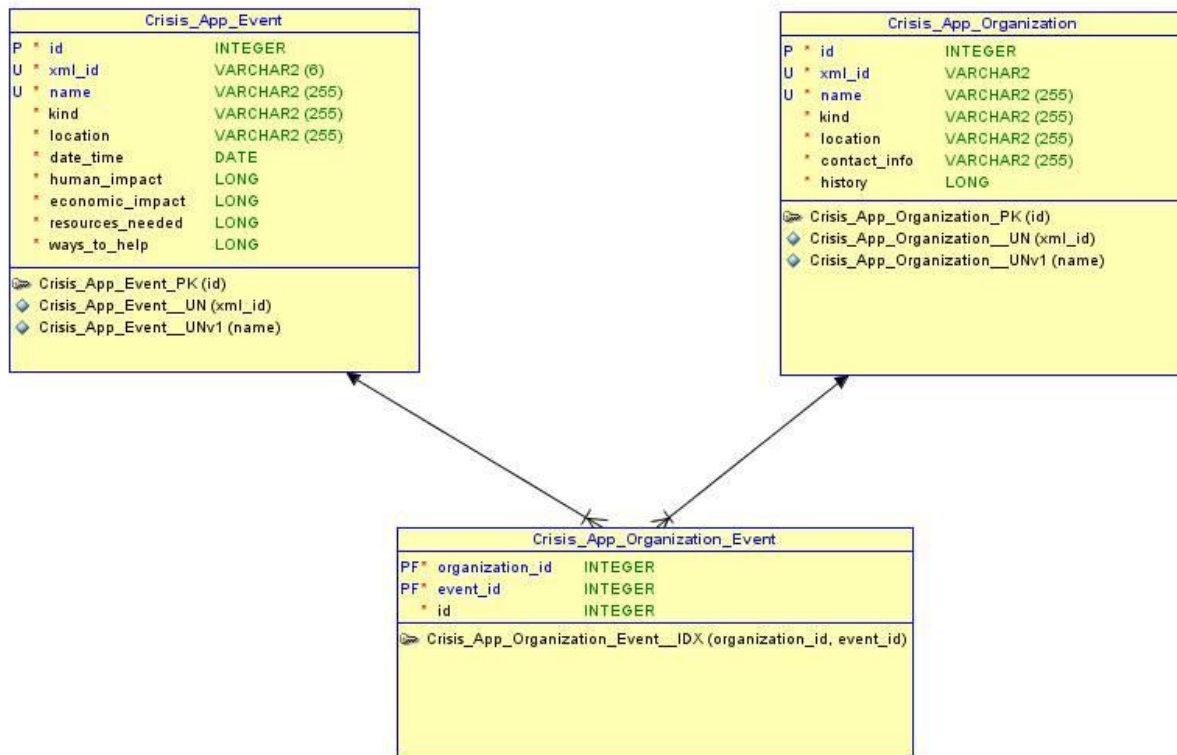 Crisis_App_Event
P * id INTEGER
U * xml_id VARCHAR2 (6)
U * name VARCHAR2 (255)
* kind VARCHAR2 (255)
* location VARCHAR2 (255)
* date_time DATE
* human_impact LONG
* economic_impact LONG
* resources_needed LONG
* ways_to_help LONG
Crisis_App_Event_PK (id)
Crisis_App_Event__UN (xml_id)
Crisis_App_Event__UNv1 (name)
Crisis_App_Organization
P * id INTEGER
U * xml_id VARCHAR2
U * name VARCHAR2 (255)
* kind VARCHAR2 (255)
* location VARCHAR2 (255)
* contact_info VARCHAR2 (255)
* history LONG
Crisis_App_Organization_PK (id)
Crisis_App_Organization__UN (xml_id)
Crisis_App_Organization__UNv1 (name)
Crisis_App_Organization_Event
PF* organization_id INTEGER
PF* event_id INTEGER
* id INTEGER
Crisis_App_Organization_Event__IDX (organization_id, event_id)